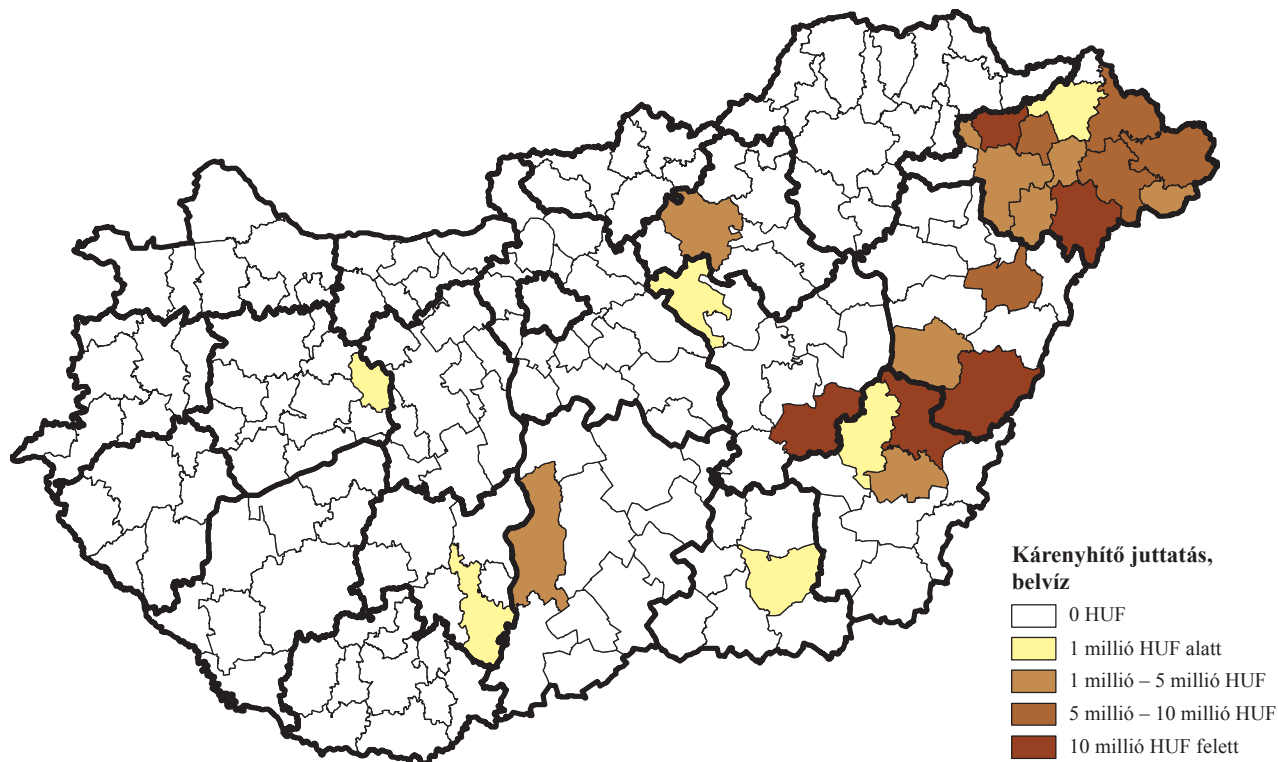 Kárenyhítő juttatás,
belvíz
0 HUF
1 millió HUF alatt
1 millió – 5 millió HUF
5 millió – 10 millió HUF
10 millió HUF felett